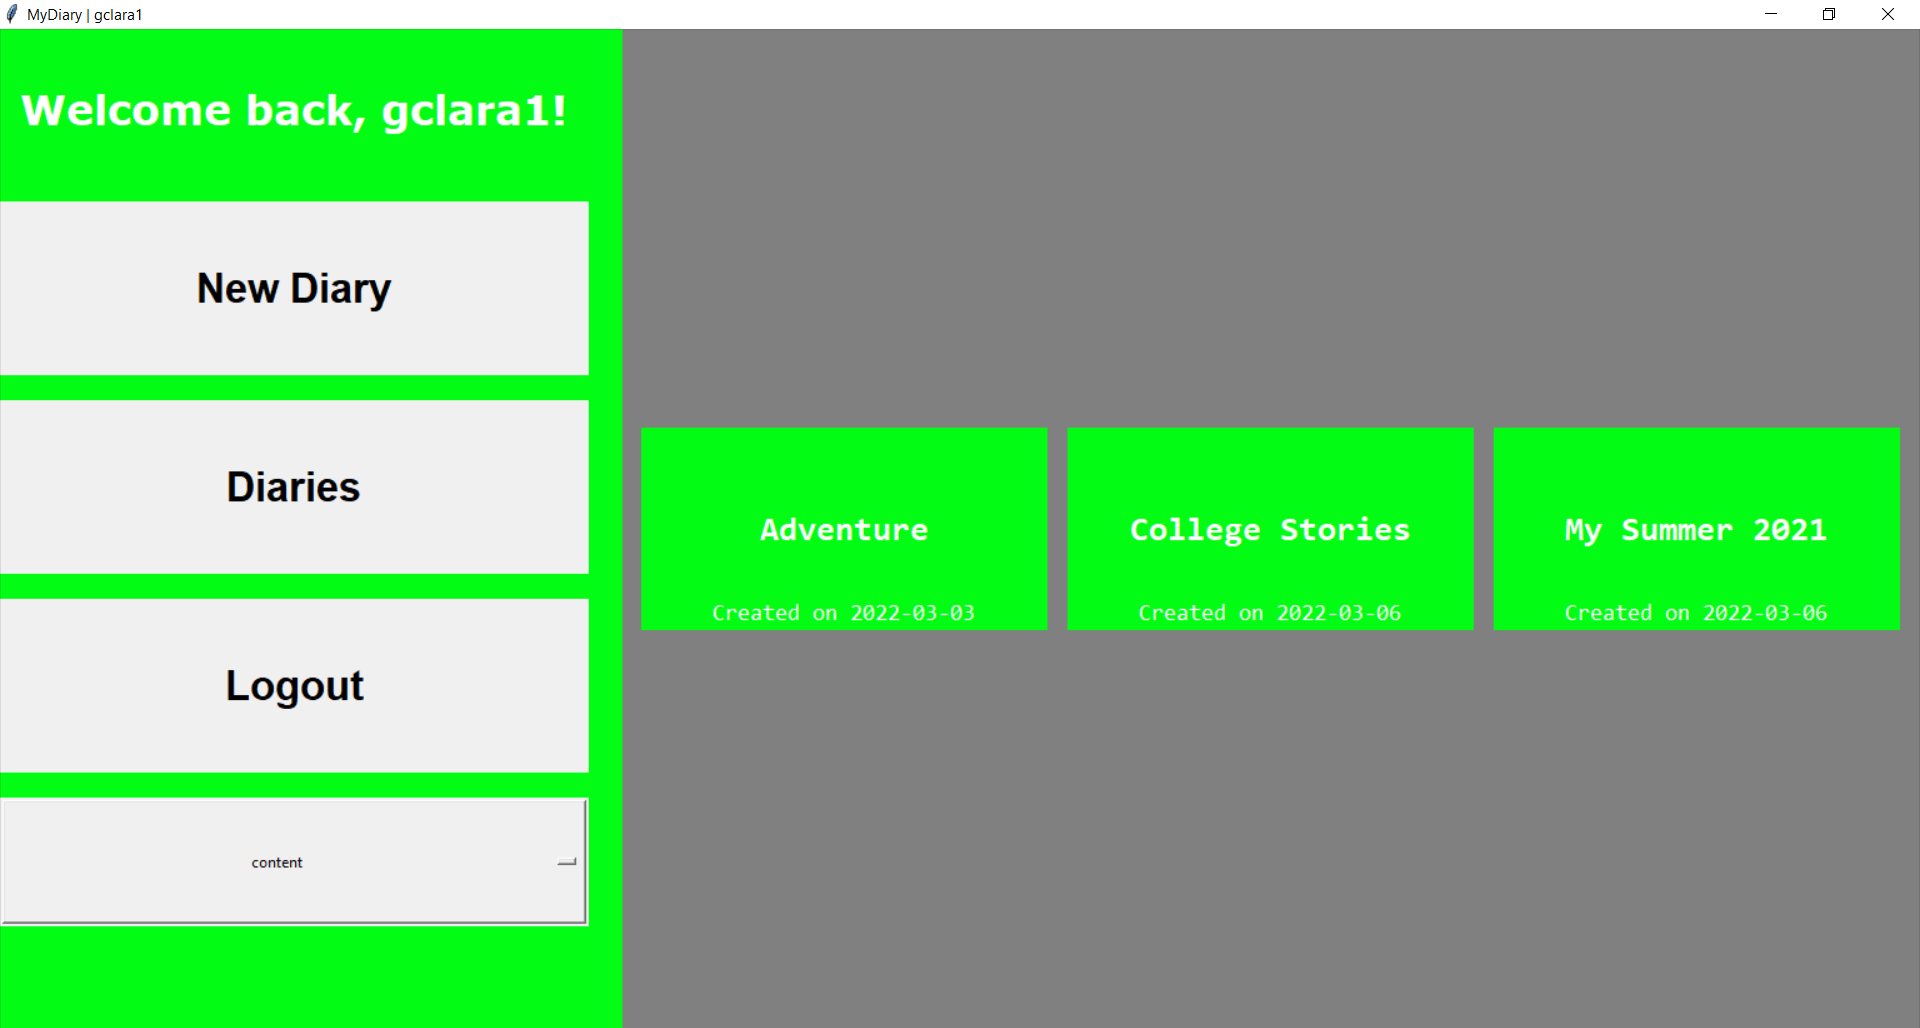 MyDiary | gclara1
Welcome back, gclara1!
New Diary
Diaries
Logout
content
Adventure
Created on 2022-03-03
College Stories
Created on 2022-03-06
My Summer 2021
Created on 2022-03-06